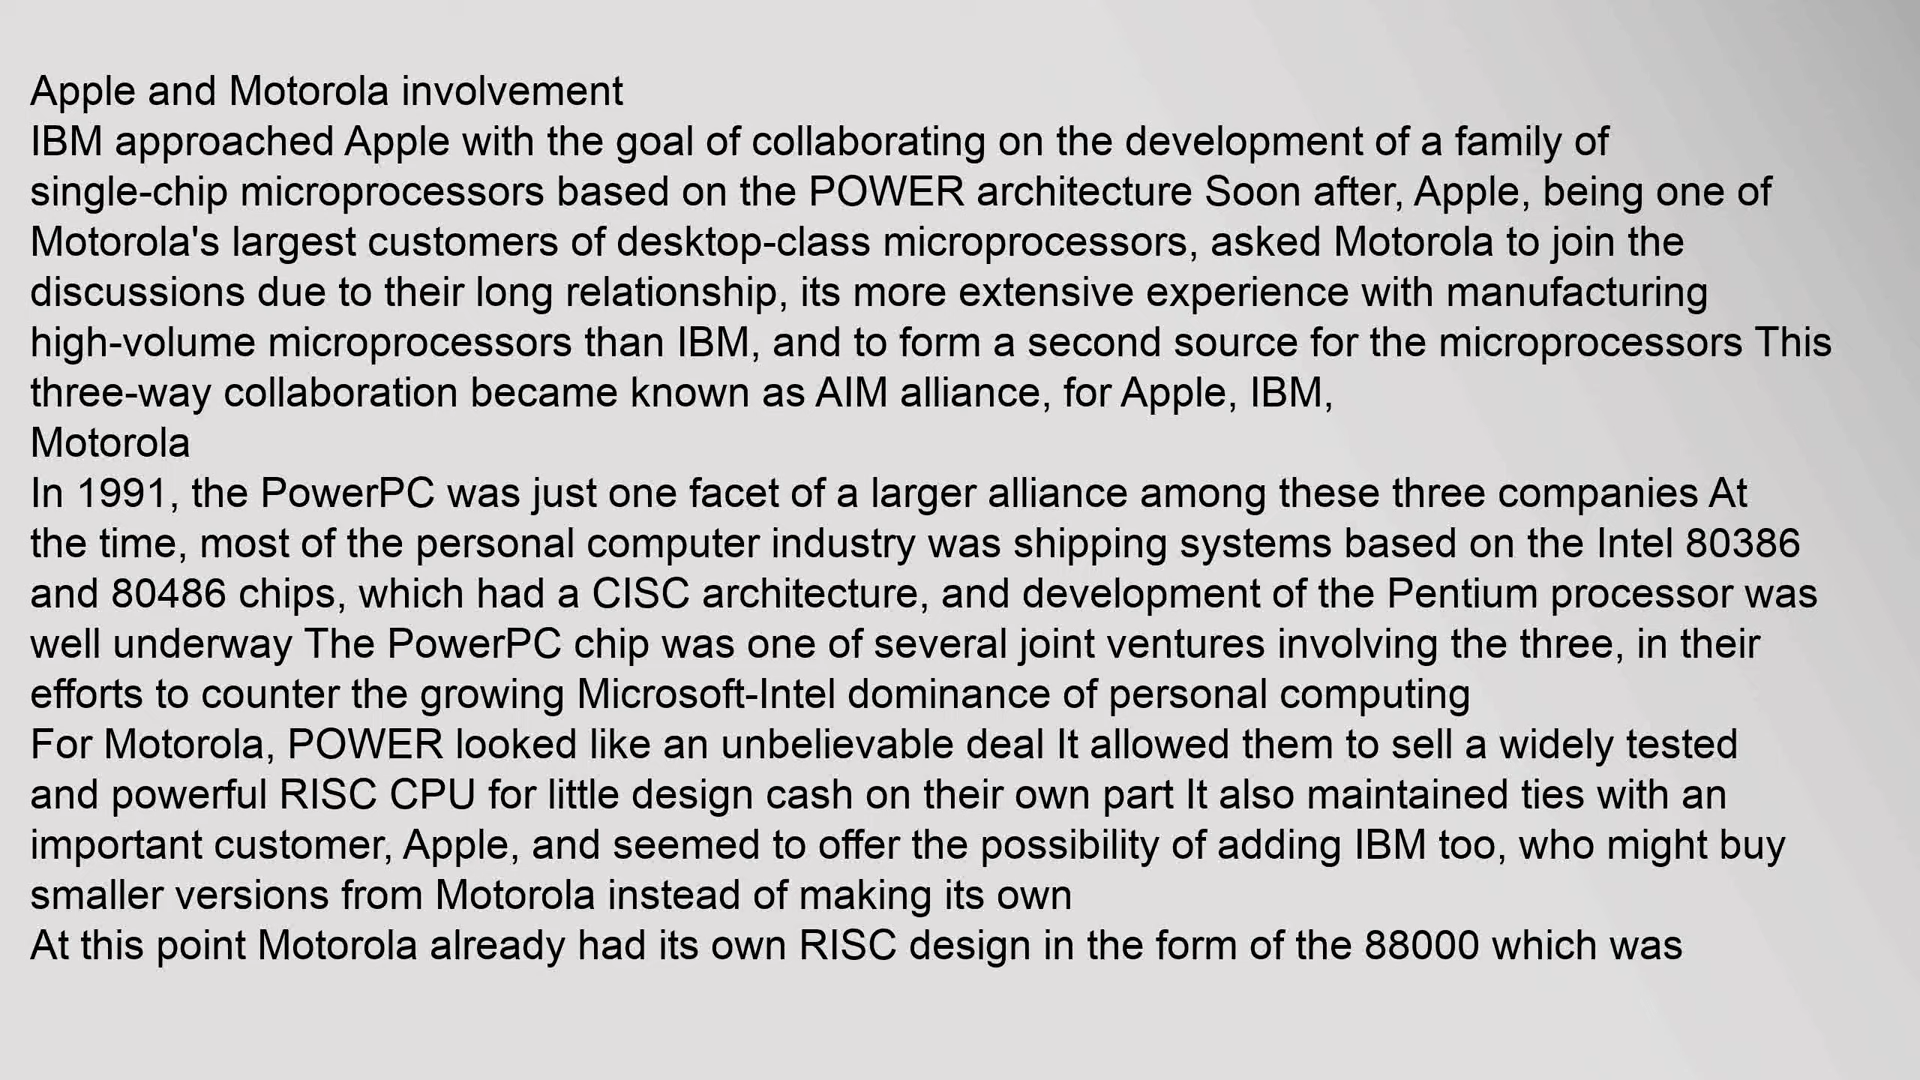 Apple and Motorola involvement
IBM approached Apple with the goal of collaborating on the development of a family of
single-chip microprocessors based on the POWER architecture Soon after, Apple, being one of
Motorola's largest customers of desktop-class microprocessors, asked Motorola to join the
discussions due to their long relationship, its more extensive experience with manufacturing
high-volume microprocessors than IBM, and to form a second source for the microprocessors This
three-way collaboration became known as AIM alliance, for Apple, IBM,
Motorola
In 1991, the PowerPC was just one facet of a larger alliance among these three companies At
the time, most of the personal computer industry was shipping systems based on the Intel 80386
and 80486 chips, which had a CISC architecture, and development of the Pentium processor was
well underway The PowerPC chip was one of several joint ventures involving the three, in their
efforts to counter the growing Microsoft-Intel dominance of personal computing
For Motorola, POWER looked like an unbelievable deal It allowed them to sell a widely tested
and powerful RISC CPU for little design cash on their own part It also maintained ties with an
important customer, Apple, and seemed to offer the possibility of adding IBM too, who might buy
smaller versions from Motorola instead of making its own
At this point Motorola already had its own RISC design in the form of the 88000 which was